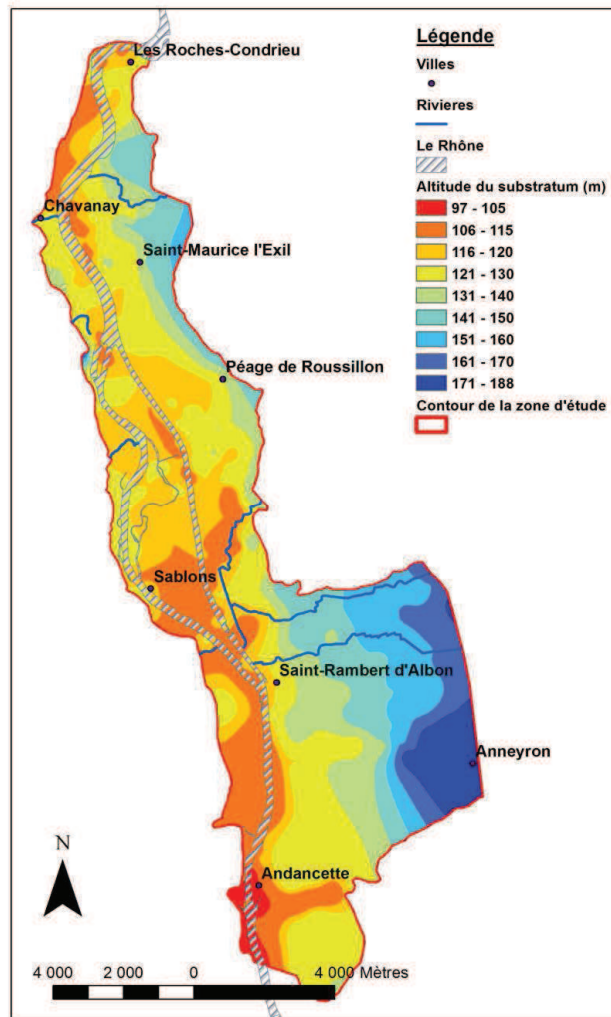 Les Roches-Condrieu
Chavanay
Saint-Maurice l'Exil
Péage de Roussillon
Sablons
Saint-Rambert d'Albon
Anneyron
Andancette
Légende
Villes
Rivieres
Le Rhône
Altitude du substratum (m)
97 - 105
106 - 115
116 - 120
121 - 130
131 - 140
141 - 150
151 - 160
161 - 170
171 - 188
Contour de la zone d'étude
N
4 000 2 000 0 4 000 Mètres